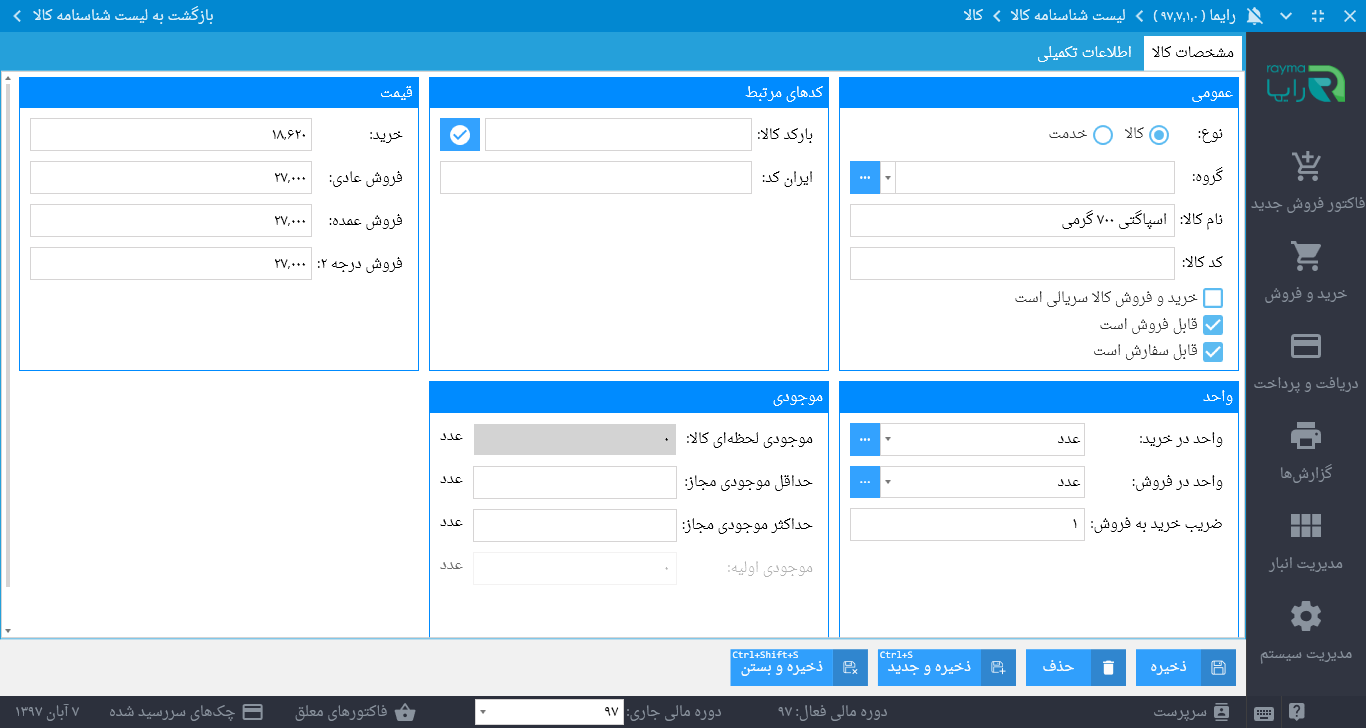 رایما (۹۷,۷,۱,۰)
لیست شناسنامه کالا
کالا
بازگشت به لیست شناسنامه کالا
مشخصات کالا
اطلاعات تکمیلی
rayma
رایما
فاکتور فروش جدید
خرید و فروش
دریافت و پرداخت
گزارش‌ها
مدیریت انبار
مدیریت سیستم
عمومی
نوع:
کالا
خدمت
گروه:
نام کالا: اسپاگتی ۷۰۰ گرمی
کد کالا:
خرید و فروش کالا سریالی است
قابل فروش است
قابل سفارش است
کدهای مرتبط
بارکد کالا:
ایران کد:
قیمت
خرید: ۱۸,۶۲۰
فروش عادی: ۲۷,۰۰۰
فروش عمده: ۲۷,۰۰۰
فروش درجه ۲: ۲۷,۰۰۰
واحد
واحد در خرید: عدد
واحد در فروش: عدد
ضریب خرید به فروش: ۱
موجودی
موجودی لحظه‌ای کالا: ۰ عدد
حداقل موجودی مجاز: عدد
حداکثر موجودی مجاز: عدد
موجودی اولیه: ۰ عدد
ذخیره
حذف
Ctrl+S
ذخیره و جدید
Ctrl+Shift+S
ذخیره و بستن
سرپرست
دوره مالی فعال: ۹۷
دوره مالی جاری: ۹۷
فاکتورهای معلق
چک‌های سررسید شده
۷ آبان ۱۳۹۷